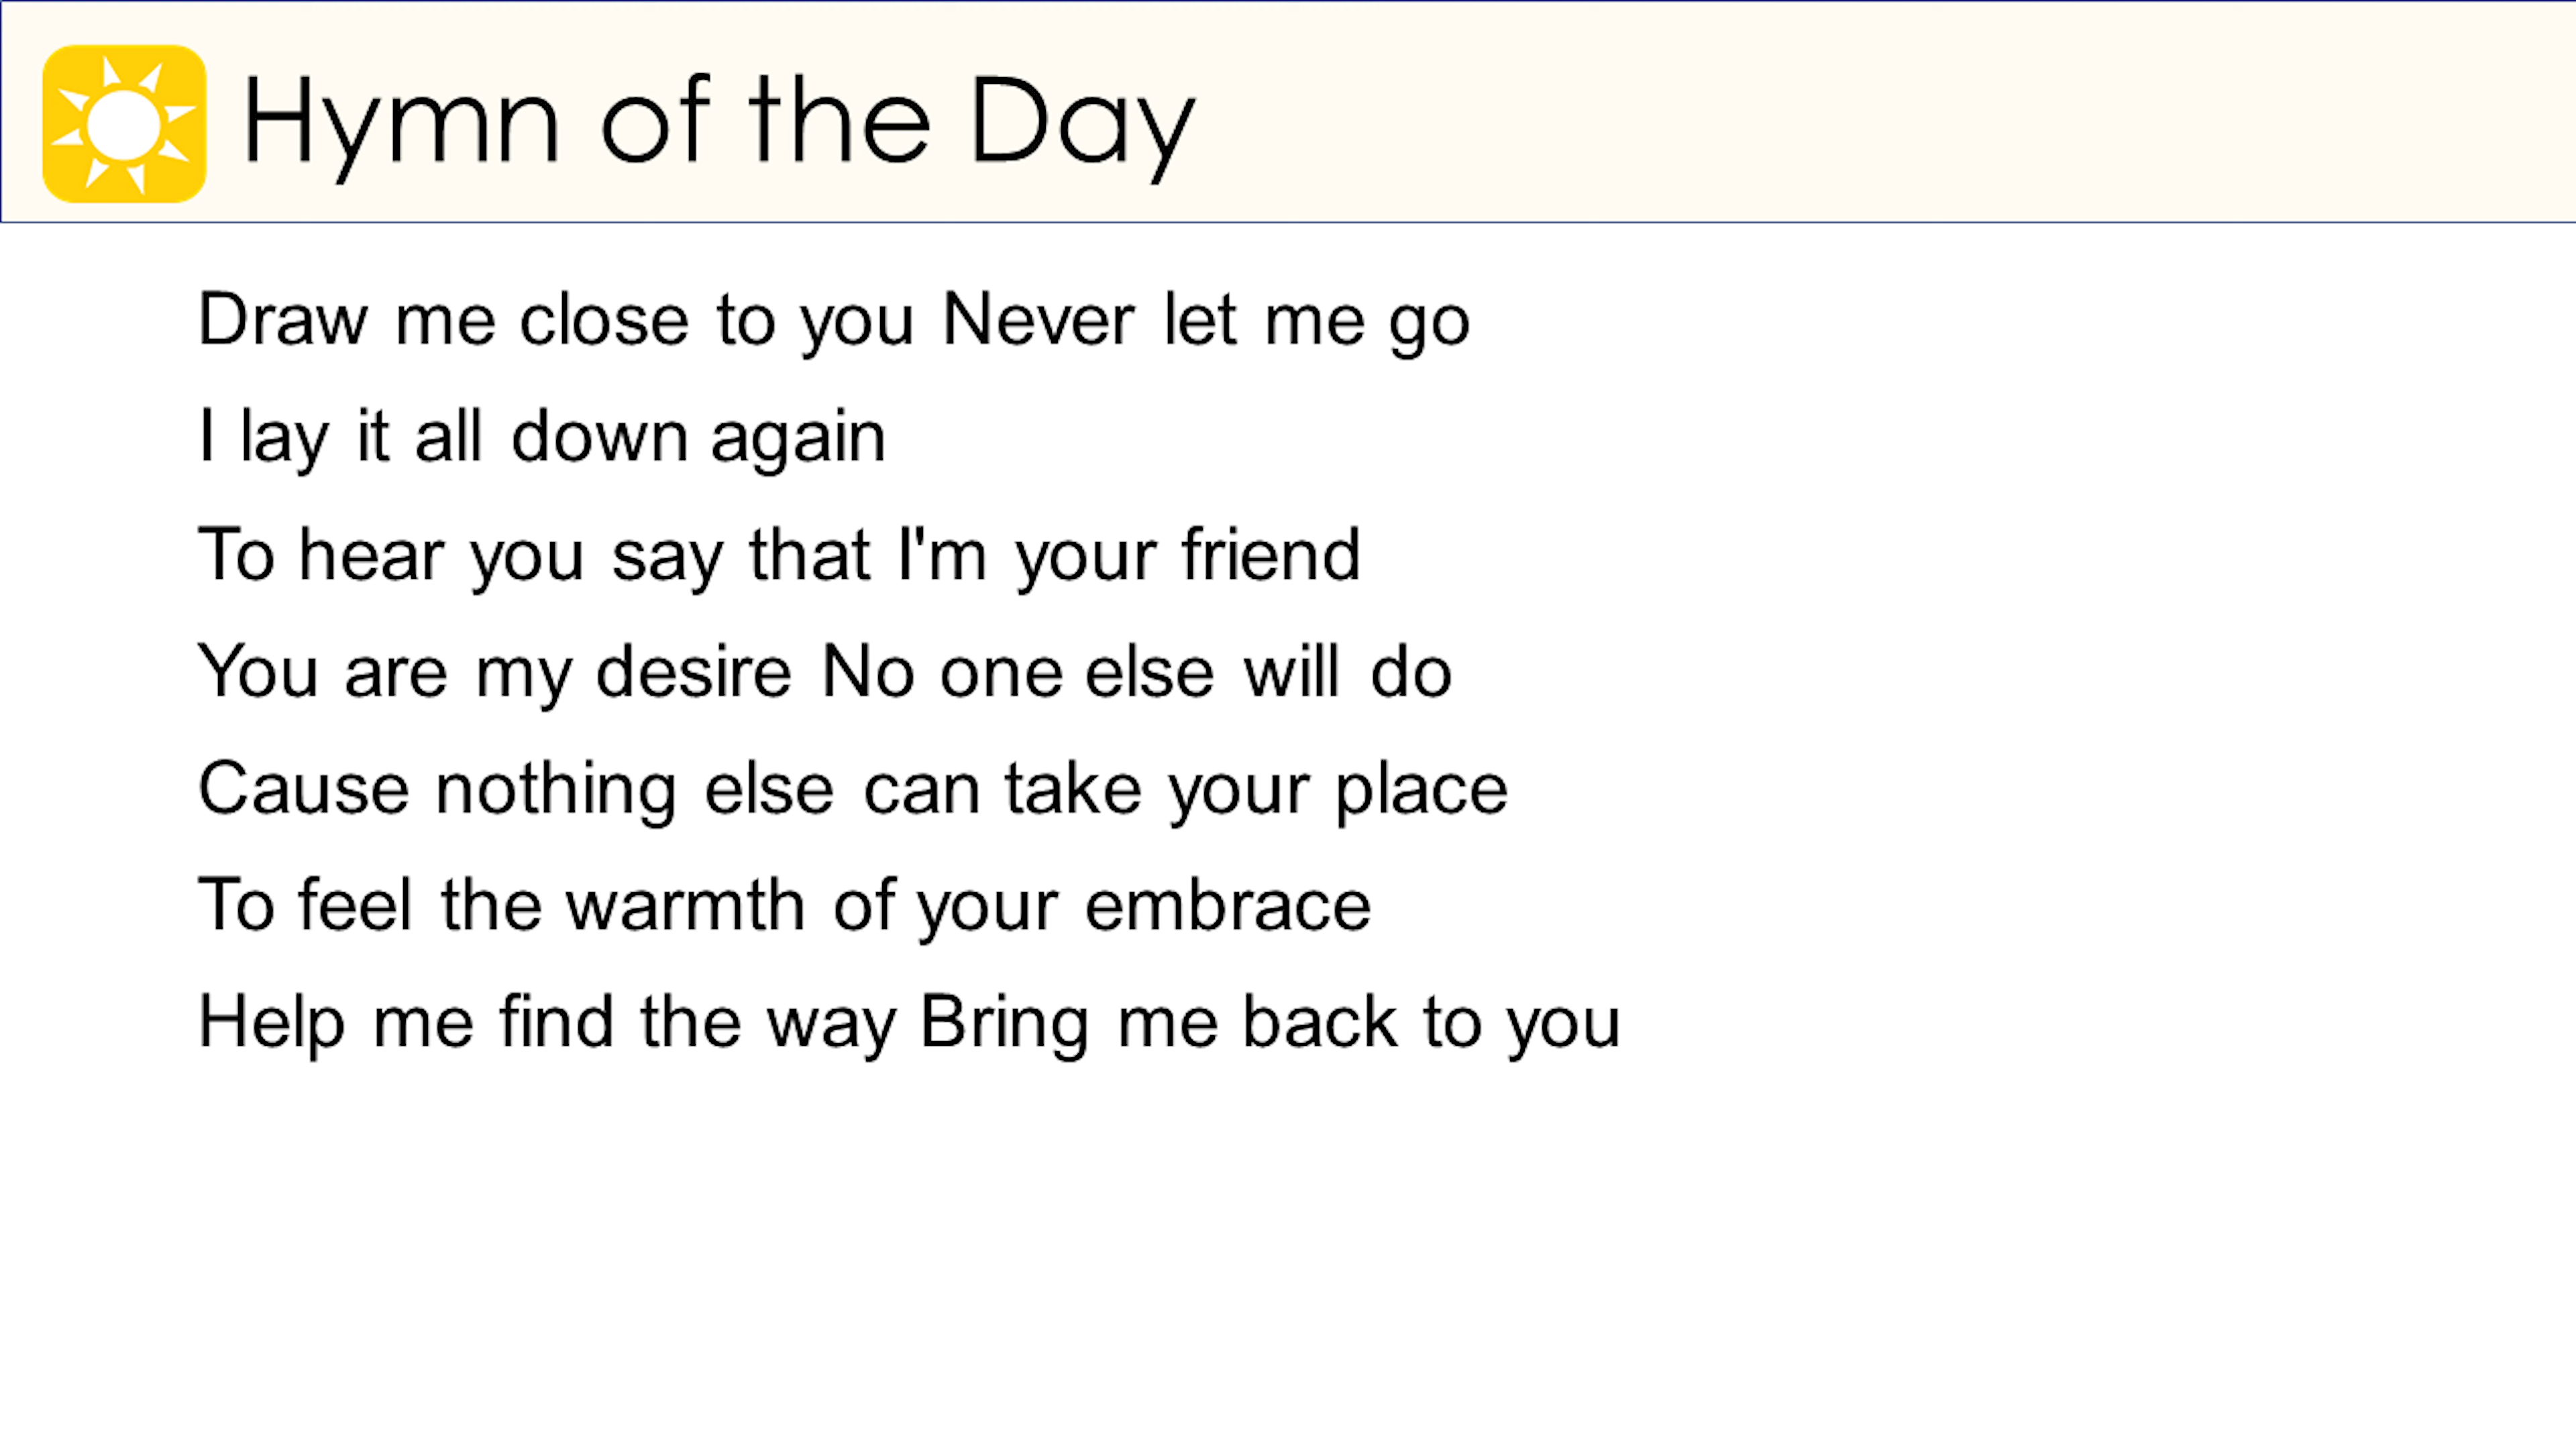 Hymn of the Day
Draw me close to you Never let me go
I lay it all down again
To hear you say that I'm your friend
You are my desire No one else will do
Cause nothing else can take your place
To feel the warmth of your embrace
Help me find the way Bring me back to you